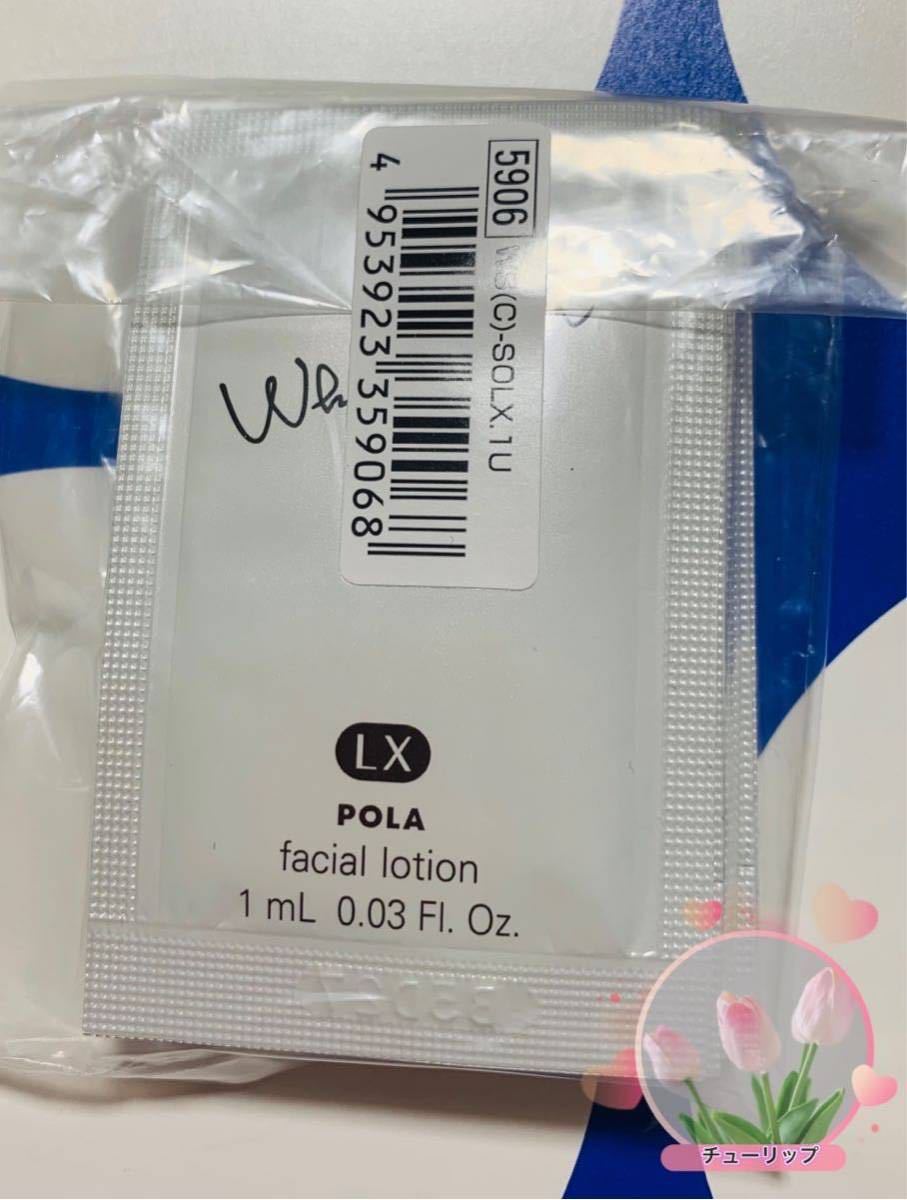 5906
WS(C)-SOLX.1U
4 953923 359068
Wh
LX
POLA
facial lotion
1 mL 0.03 Fl. Oz.
チューリップ